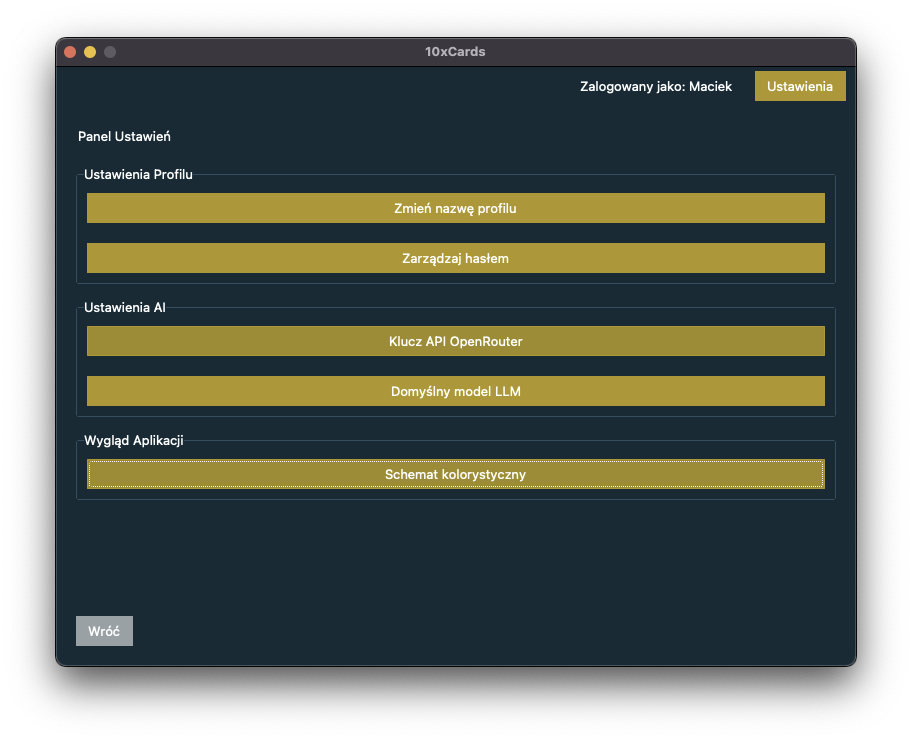 10xCards
Zalogowany jako: Maciek
Ustawienia
Panel Ustawień
Ustawienia Profilu
Zmień nazwę profilu
Zarządzaj hasłem
Ustawienia AI
Klucz API OpenRouter
Domyślny model LLM
Wygląd Aplikacji
Schemat kolorystyczny
Wróć